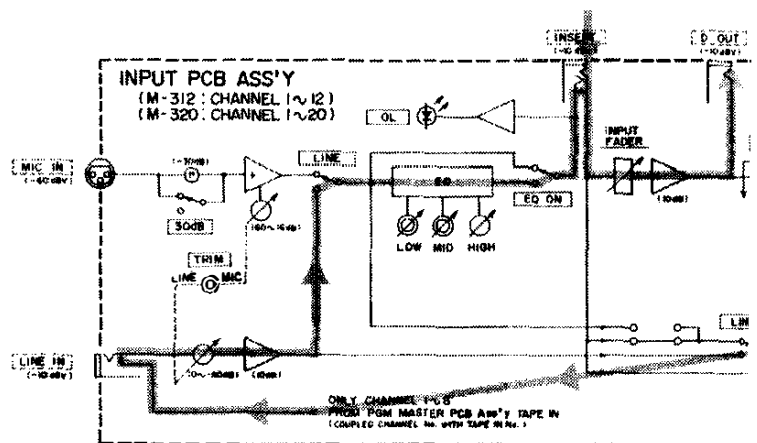 INSERT
(-10dBV)
D OUT
(-10dBV)
INPUT PCB ASS'Y
(M-312 : CHANNEL 1~12)
(M-320 : CHANNEL 1~20)
OL
INPUT
FADER
MIC IN
(-60dBV)
LINE
EQ
(10dB)
30dB
EQ ON
LOW MID HIGH
TRIM
LINE MIC
LIN
LINE IN
(-10dBV)
(10dB)
ONLY CHANNEL 1~8
FROM PGM MASTER PCB Ass'y TAPE IN
(COUPLED CHANNEL No. WITH TAPE IN No.)